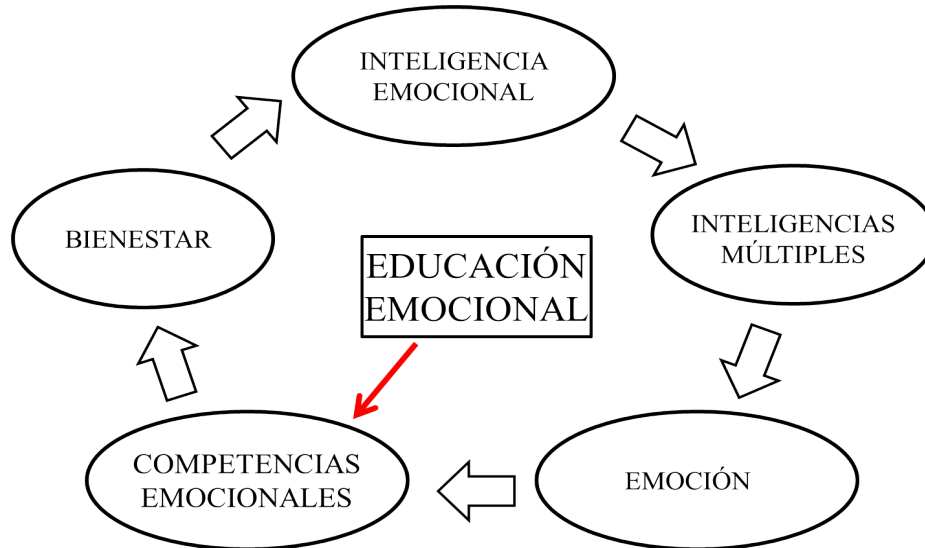 INTELIGENCIA
EMOCIONAL
INTELIGENCIAS
MÚLTIPLES
BIENESTAR
EDUCACIÓN
EMOCIONAL
COMPETENCIAS
EMOCIONALES
EMOCIÓN